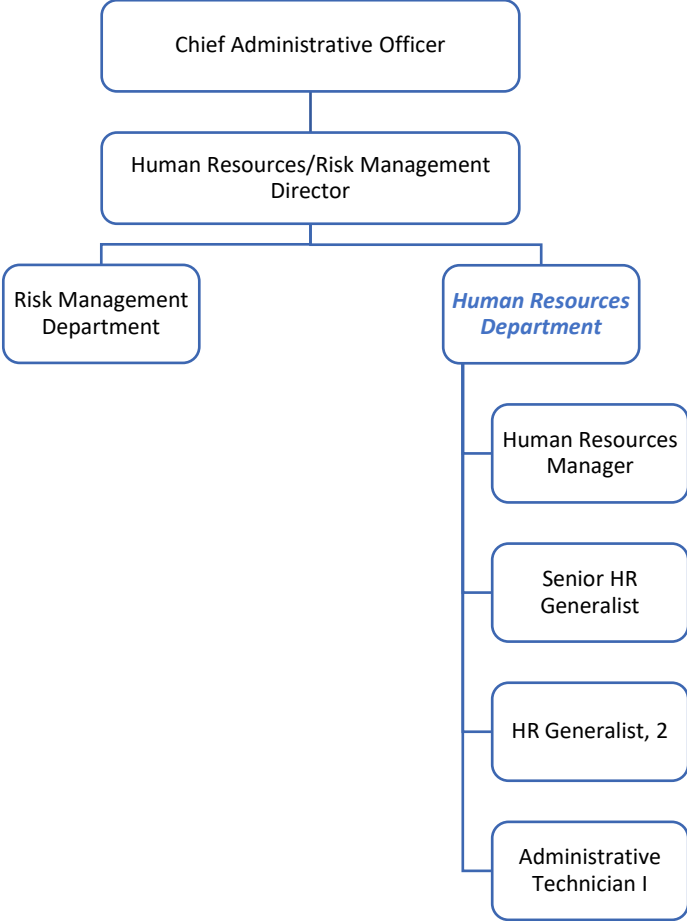 Chief Administrative Officer
Human Resources/Risk Management
Director
Risk Management
Department
Human Resources
Department
Human Resources
Manager
Senior HR
Generalist
HR Generalist, 2
Administrative
Technician I